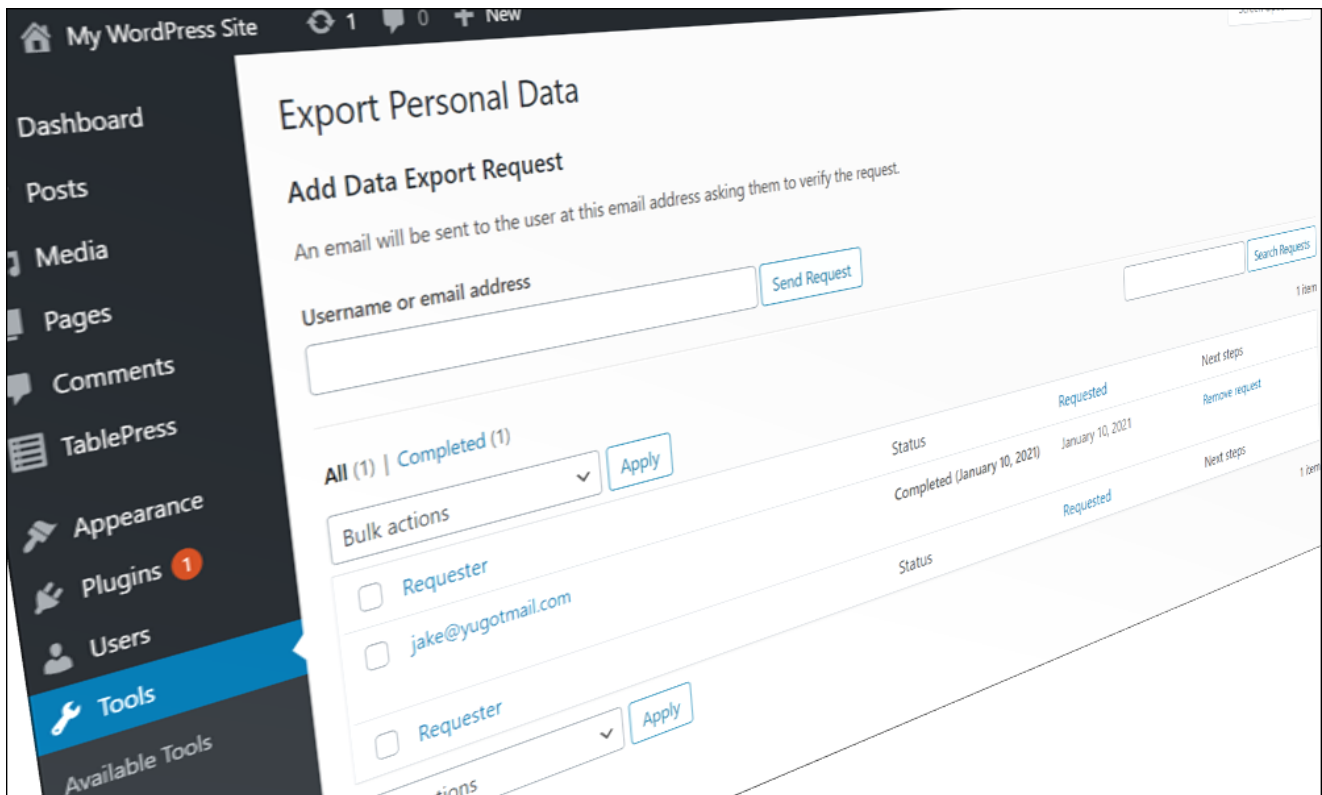 My WordPress Site 1 0 New
Dashboard
Posts
Media
Pages
Comments
TablePress
Appearance
Plugins 1
Users
Tools
Available Tools
Export Personal Data
Add Data Export Request
An email will be sent to the user at this email address asking them to verify the request.
Username or email address
Send Request
Search Requests
1 item
All (1) | Completed (1)
Bulk actions
Apply
Requester Status Requested Next steps
jake@yugotmail.com Completed (January 10, 2021) January 10, 2021 Remove request
Requester Status Requested Next steps
Apply
1 item